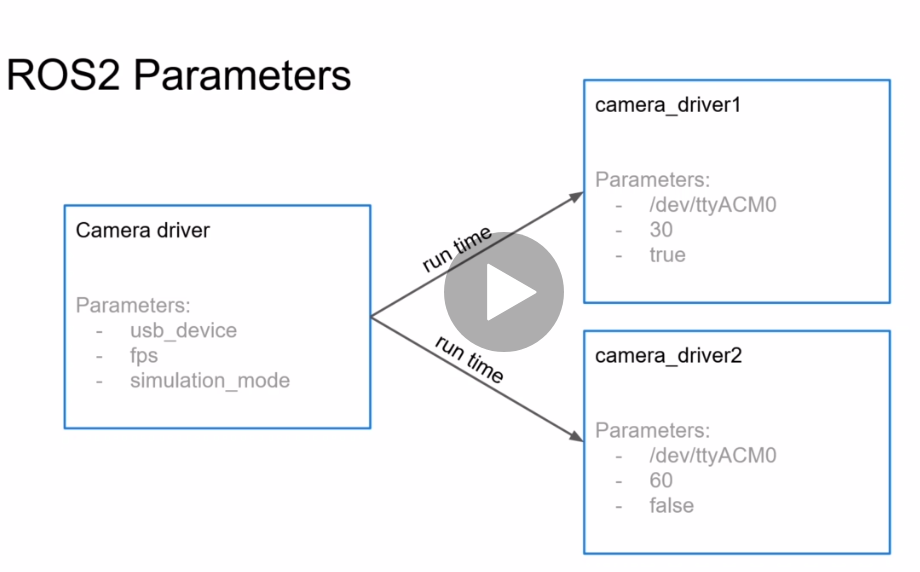 ROS2 Parameters
Camera driver
Parameters:
- usb_device
- fps
- simulation_mode
run time
run time
camera_driver1
Parameters:
- /dev/ttyACM0
- 30
- true
camera_driver2
Parameters:
- /dev/ttyACM0
- 60
- false